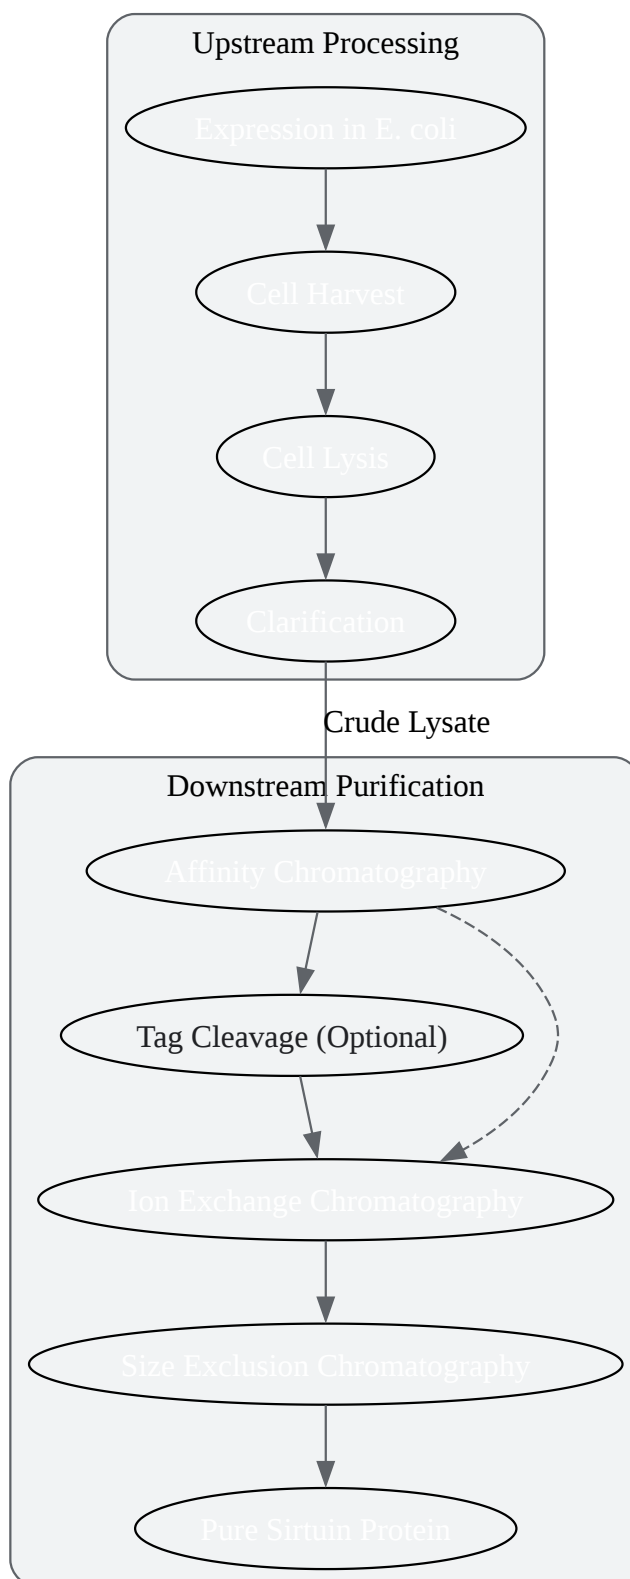 Upstream Processing
Expression in E. coli
Cell Harvest
Cell Lysis
Clarification
Crude Lysate
Downstream Purification
Affinity Chromatography
Tag Cleavage (Optional)
Ion Exchange Chromatography
Size Exclusion Chromatography
Pure Sirtuin Protein